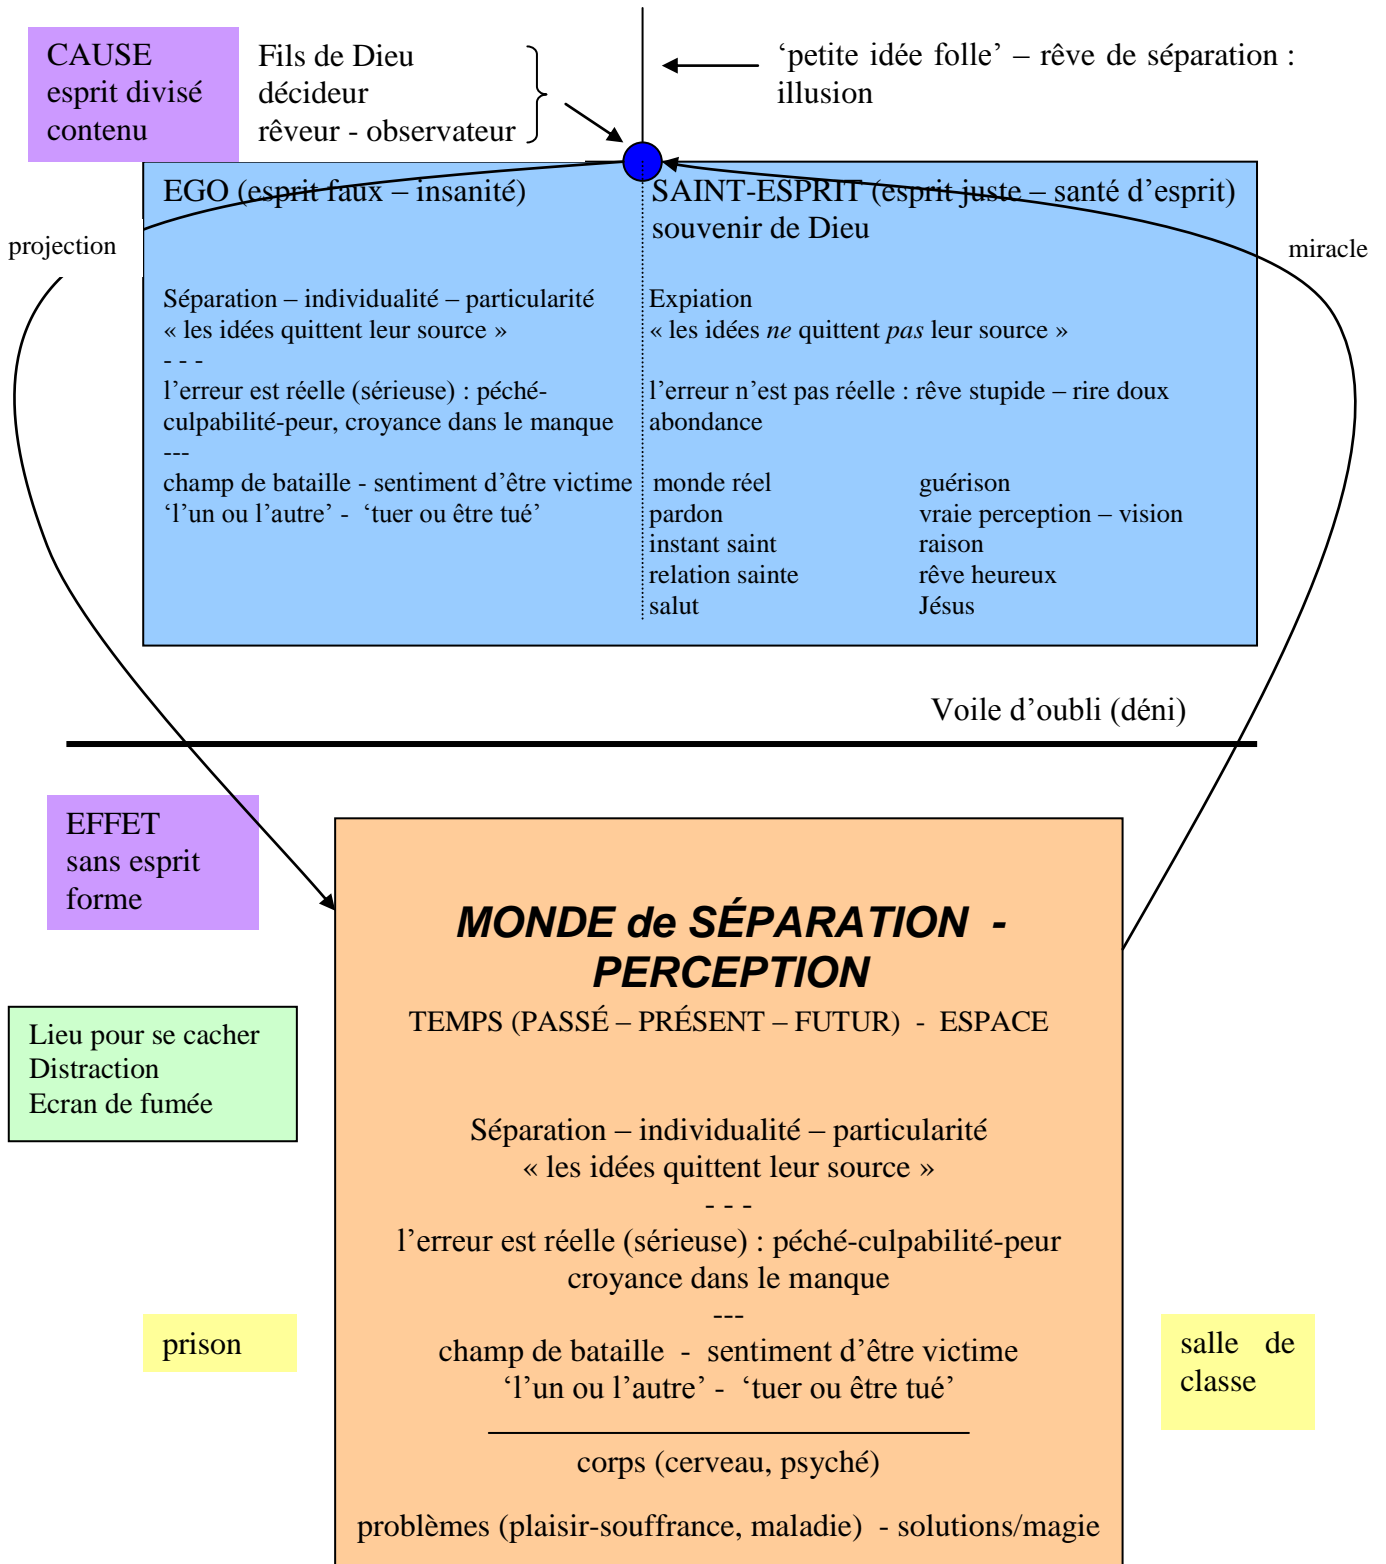 CAUSE
esprit divisé
contenu
Fils de Dieu
décideur
rêveur - observateur
‘petite idée folle’ – rêve de séparation :
illusion
EGO (esprit faux – insanité)
SAINT-ESPRIT (esprit juste – santé d’esprit)
souvenir de Dieu
projection
miracle
Séparation – individualité – particularité
« les idées quittent leur source »
- - -
l’erreur est réelle (sérieuse) : péché-
culpabilité-peur, croyance dans le manque
---
champ de bataille - sentiment d’être victime
‘l’un ou l’autre’ - ‘tuer ou être tué’
Expiation
« les idées ne quittent pas leur source »
l’erreur n’est pas réelle : rêve stupide – rire doux
abondance
monde réel
pardon
instant saint
relation sainte
salut
guérison
vraie perception – vision
raison
rêve heureux
Jésus
Voile d’oubli (déni)
EFFET
sans esprit
forme
Lieu pour se cacher
Distraction
Ecran de fumée
prison
MONDE de SÉPARATION -
PERCEPTION
TEMPS (PASSÉ – PRÉSENT – FUTUR) - ESPACE
Séparation – individualité – particularité
« les idées quittent leur source »
- - -
l’erreur est réelle (sérieuse) : péché-culpabilité-peur
croyance dans le manque
---
champ de bataille - sentiment d’être victime
‘l’un ou l’autre’ - ‘tuer ou être tué’
corps (cerveau, psyché)
problèmes (plaisir-souffrance, maladie) - solutions/magie
salle de
classe